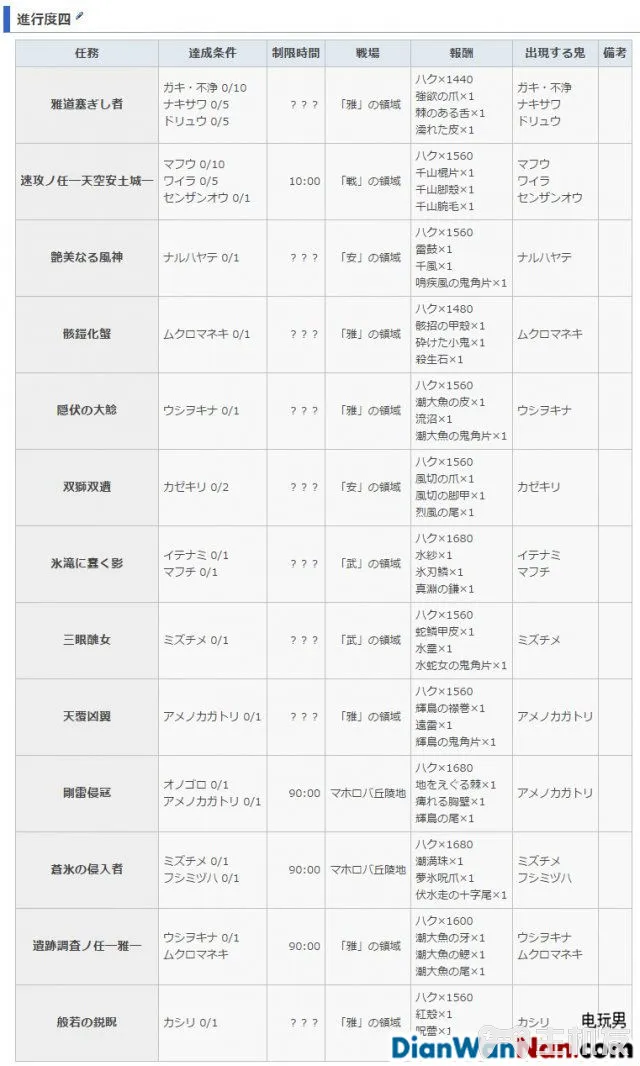 進行度四
任務 達成条件 制限時間 戦場 報酬 出現する鬼 備考
雅道塞ぎし者
ガキ・不浄 0/10
ナキサワ 0/5
ドリュウ 0/5
？？？
「雅」の領域
ハク×1440
強欲の爪×1
棘のある舌×1
濡れた皮×1
ガキ・不浄
ナキサワ
ドリュウ
速攻ノ任―天空安土城―
マフウ 0/10
ワイラ 0/5
センザンオウ 0/1
10:00
「戦」の領域
ハク×1560
千山棍片×1
千山脚殻×1
千山腕毛×1
マフウ
ワイラ
センザンオウ
艶美なる風神
ナルハヤテ 0/1
？？？
「安」の領域
ハク×1560
雷鼓×1
千風×1
鳴疾風の鬼角片×1
ナルハヤテ
骸鎧化蟹
ムクロマネキ 0/1
？？？
「雅」の領域
ハク×1480
骸招の甲殻×1
砕けた小鬼×1
殺生石×1
ムクロマネキ
隠伏の大鯰
ウシヲキナ 0/1
？？？
「雅」の領域
ハク×1560
潮大魚の皮×1
流沼×1
潮大魚の鬼角片×1
ウシヲキナ
双獅双遭
カゼキリ 0/2
？？？
「安」の領域
ハク×1560
風切の爪×1
風切の脚甲×1
烈風の尾×1
カゼキリ
氷滝に蠢く影
イテナミ 0/1
マフチ 0/1
？？？
「武」の領域
ハク×1680
水紗×1
氷刃鱗×1
真淵の鎌×1
イテナミ
マフチ
三眼醜女
ミズチメ 0/1
？？？
「武」の領域
ハク×1560
蛇鱗甲皮×1
水霊×1
水蛇女の鬼角片×1
ミズチメ
天覆凶翼
アメノカガトリ 0/1
？？？
「雅」の領域
ハク×1560
輝鳥の襟巻×1
遠雷×1
輝鳥の鬼角片×1
アメノカガトリ
剛雷侵冦
オノゴロ 0/1
アメノカガトリ 0/1
90:00
マホロバ丘陵地
ハク×1680
地をえぐる棘×1
痺れる胸壁×1
輝鳥の尾×1
アメノカガトリ
蒼氷の侵入者
ミズチメ 0/1
フシミヅハ 0/1
90:00
マホロバ丘陵地
ハク×1680
潮満珠×1
夢氷呪爪×1
伏水走の十字尾×1
ミズチメ
フシミヅハ
遺跡調査ノ任―雅―
ウシヲキナ 0/1
ムクロマネキ
90:00
「雅」の領域
ハク×1600
潮大魚の牙×1
潮大魚の鰓×1
潮大魚の尾×1
ウシヲキナ
ムクロマネキ
般若の鋭睨
カシリ 0/1
？？？
「雅」の領域
ハク×1560
紅殻×1
カシリ
电玩男
DianWanNan.com